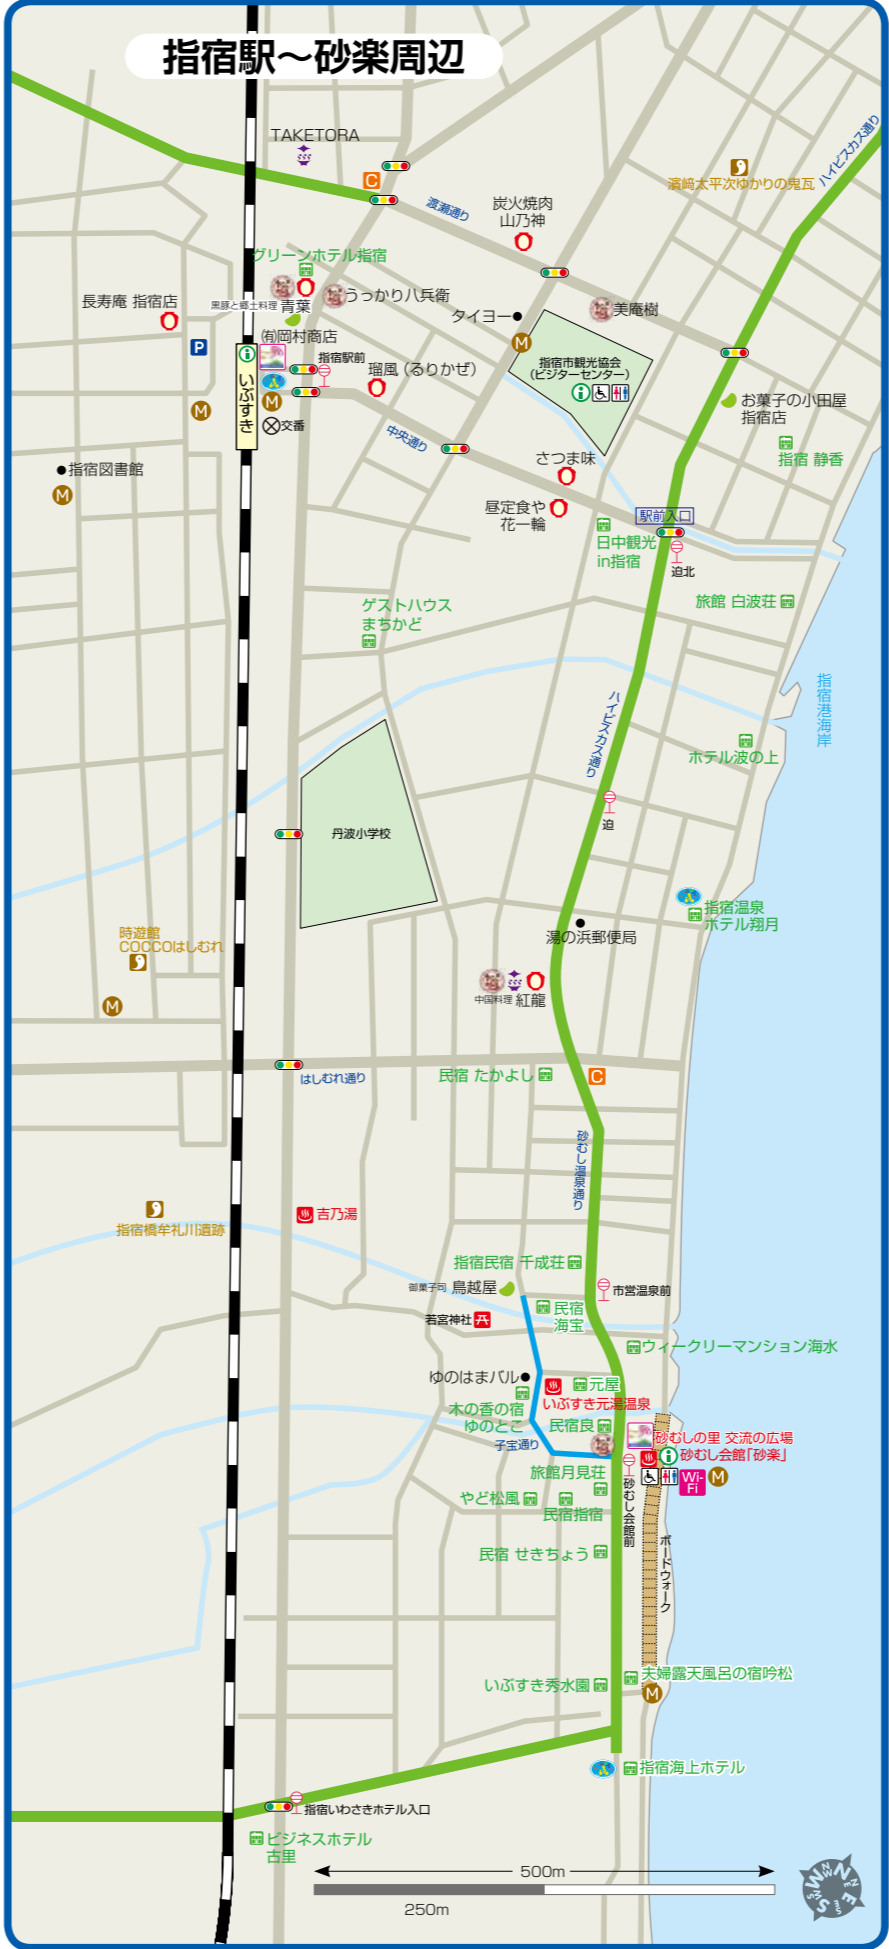 指宿駅～砂楽周辺
TAKETORA
C
渡瀬通り
炭火焼肉
山乃神
濱﨑太平次ゆかりの鬼瓦
ハイビスカス通り
グリーンホテル指宿
長寿庵 指宿店
黒豚と郷土料理 青葉
うっかり八兵衛
タイヨー
美庵樹
P
㈲岡村商店
指宿駅前
瑠風（るりかぜ）
M
指宿市観光協会
（ビジターセンター）
いぶすき
M
M
交番
お菓子の小田屋
指宿店
中央通り
指宿 静香
指宿図書館
M
さつま味
昼定食や
花一輪
駅前入口
日中観光
in指宿
迫北
ゲストハウス
まちかど
旅館 白波荘
指宿港海岸
ハイビスカス通り
ホテル波の上
迫
丹波小学校
指宿温泉
ホテル翔月
湯の浜郵便局
時遊館
COCCOはしむれ
M
中国料理 紅龍
はしむれ通り
民宿 たかよし
C
砂むし温泉通り
指宿橋牟礼川遺跡
吉乃湯
指宿民宿 千成荘
御菓子司 鳥越屋
市営温泉前
民宿
海宝
若宮神社
ウィークリーマンション海水
ゆのはまバル
元屋
木の香の宿
ゆのとこ
いぶすき元湯温泉
民宿良
子宝通り
砂むしの里 交流の広場
砂むし会館「砂楽」
Wi-
Fi
M
旅館月見荘
やど松風
民宿指宿
砂むし会館前
民宿 せきちょう
ボードウォーク
いぶすき秀水園
夫婦露天風呂の宿吟松
M
指宿海上ホテル
指宿いわさきホテル入口
ビジネスホテル
古里
500m
250m